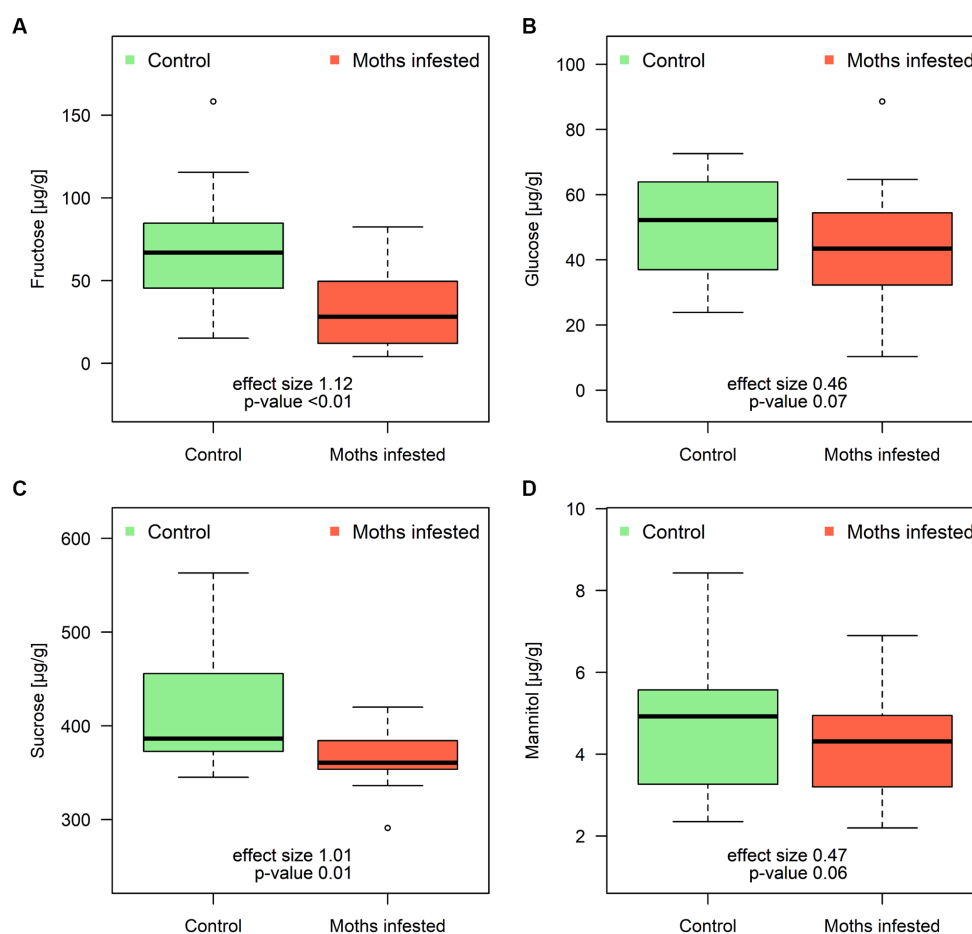 A
Control
Moths infested
Fructose [µg/g]
150
100
50
0
effect size 1.12
p-value <0.01
Control
Moths infested
B
Control
Moths infested
Glucose [µg/g]
100
80
60
40
20
0
effect size 0.46
p-value 0.07
Control
Moths infested
C
Control
Moths infested
Sucrose [µg/g]
600
500
400
300
effect size 1.01
p-value 0.01
Control
Moths infested
D
Control
Moths infested
Mannitol [µg/g]
10
8
6
4
2
effect size 0.47
p-value 0.06
Control
Moths infested